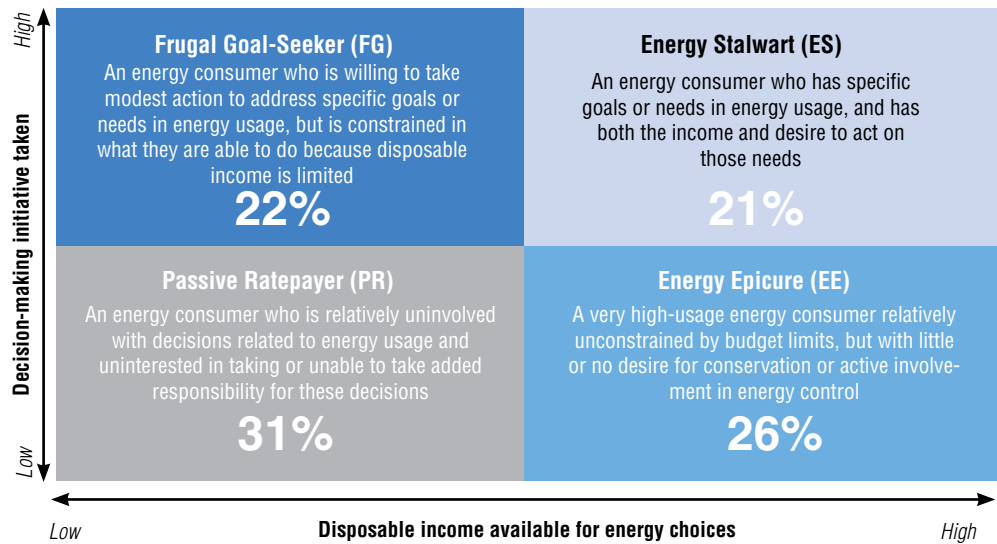 High
Decision-making initiative taken
Low
Frugal Goal-Seeker (FG)
An energy consumer who is willing to take
modest action to address specific goals or
needs in energy usage, but is constrained in
what they are able to do because disposable
income is limited
22%
Energy Stalwart (ES)
An energy consumer who has specific
goals or needs in energy usage, and has
both the income and desire to act on
those needs
21%
Passive Ratepayer (PR)
An energy consumer who is relatively uninvolved
with decisions related to energy usage and
uninterested in taking or unable to take added
responsibility for these decisions
31%
Energy Epicure (EE)
A very high-usage energy consumer relatively
unconstrained by budget limits, but with little
or no desire for conservation or active involve-
ment in energy control
26%
Low
Disposable income available for energy choices
High